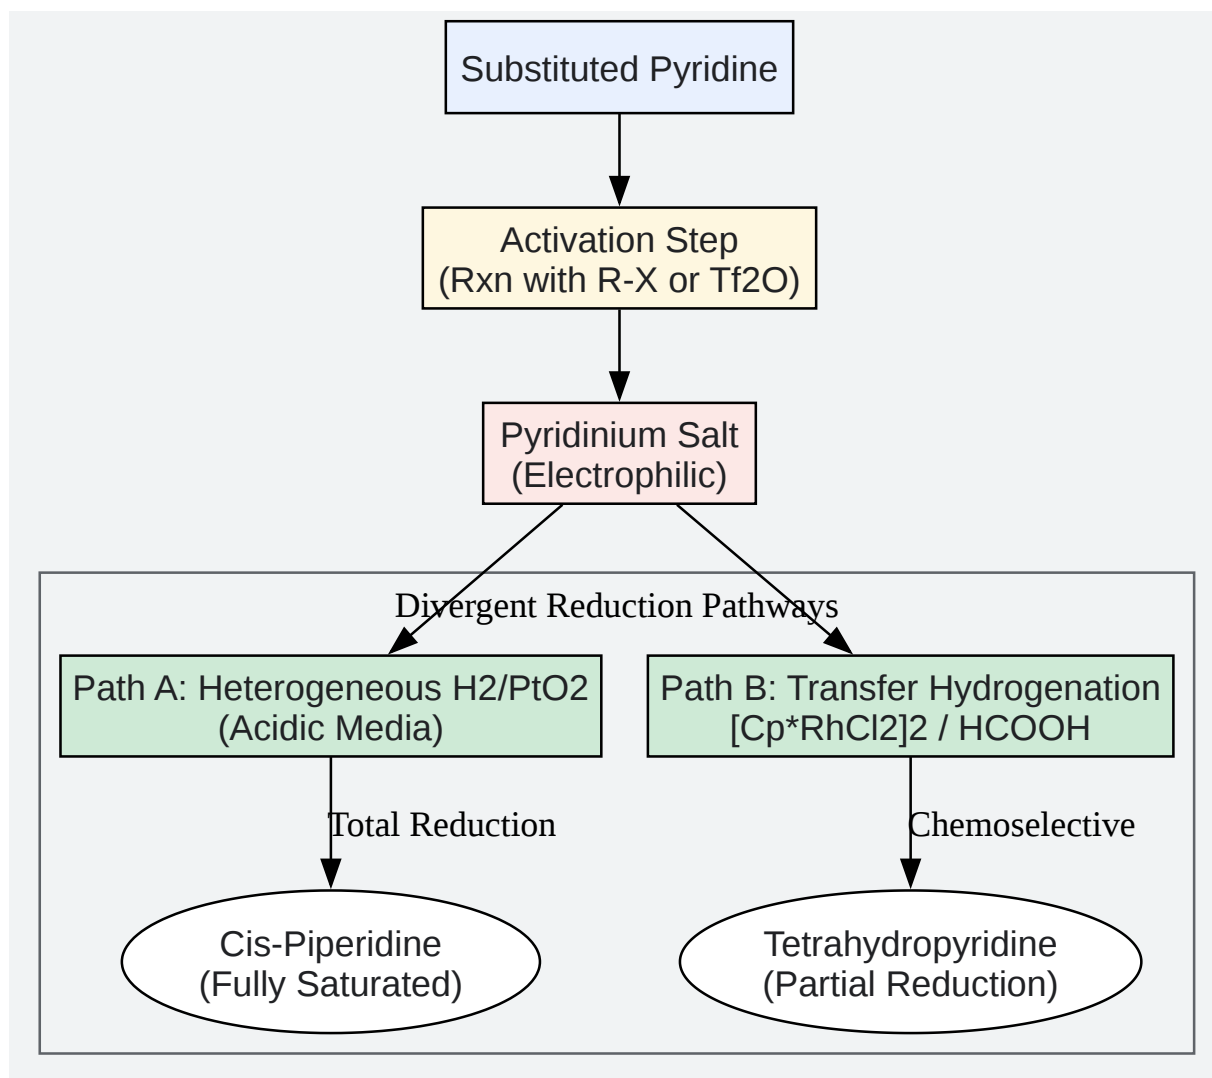 Substituted Pyridine
Activation Step
(Rxn with R-X or Tf2O)
Pyridinium Salt
(Electrophilic)
Divergent Reduction Pathways
Path A: Heterogeneous H2/PtO2
(Acidic Media)
Path B: Transfer Hydrogenation
[Cp*RhCl2]2 / HCOOH
Total Reduction
Chemoselective
Cis-Piperidine
(Fully Saturated)
Tetrahydropyridine
(Partial Reduction)